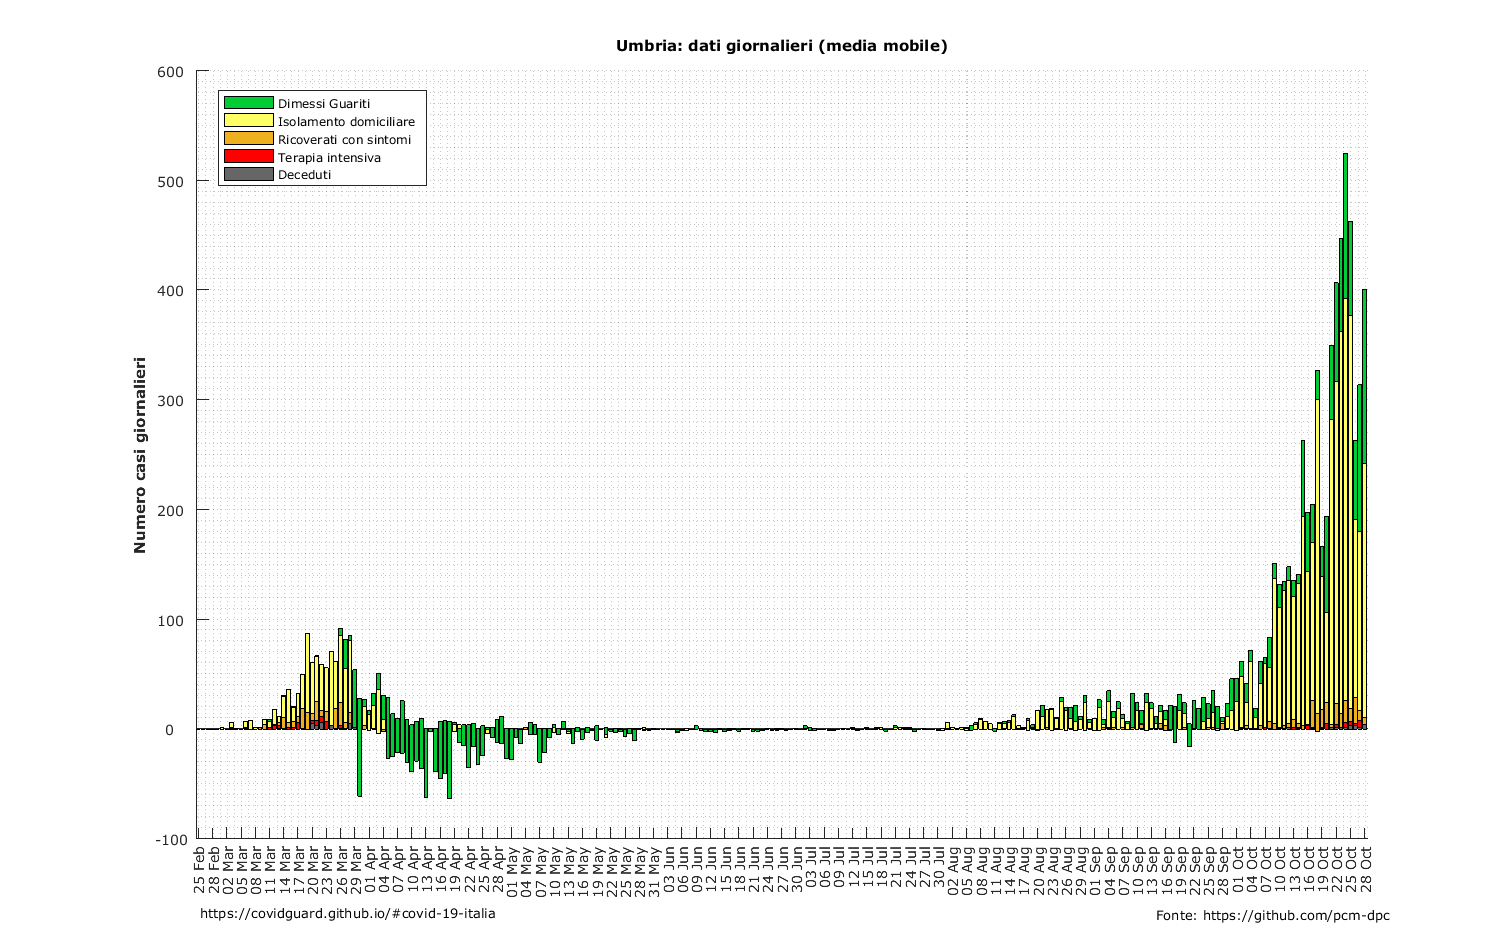 Umbria: dati giornalieri (media mobile)
600
500
400
300
200
100
0
-100
Numero casi giornalieri
Dimessi Guariti
Isolamento domiciliare
Ricoverati con sintomi
Terapia intensiva
Deceduti
25 Feb
28 Feb
02 Mar
05 Mar
08 Mar
11 Mar
14 Mar
17 Mar
20 Mar
23 Mar
26 Mar
29 Mar
01 Apr
04 Apr
07 Apr
10 Apr
13 Apr
16 Apr
19 Apr
22 Apr
25 Apr
28 Apr
01 May
04 May
07 May
10 May
13 May
16 May
19 May
22 May
25 May
28 May
31 May
03 Jun
06 Jun
09 Jun
12 Jun
15 Jun
18 Jun
21 Jun
24 Jun
27 Jun
30 Jun
03 Jul
06 Jul
09 Jul
12 Jul
15 Jul
18 Jul
21 Jul
24 Jul
27 Jul
30 Jul
02 Aug
05 Aug
08 Aug
11 Aug
14 Aug
17 Aug
20 Aug
23 Aug
26 Aug
29 Aug
01 Sep
04 Sep
07 Sep
10 Sep
13 Sep
16 Sep
19 Sep
22 Sep
25 Sep
28 Sep
01 Oct
04 Oct
07 Oct
10 Oct
13 Oct
16 Oct
19 Oct
22 Oct
25 Oct
28 Oct
https://covidguard.github.io/#covid-19-italia
Fonte: https://github.com/pcm-dpc